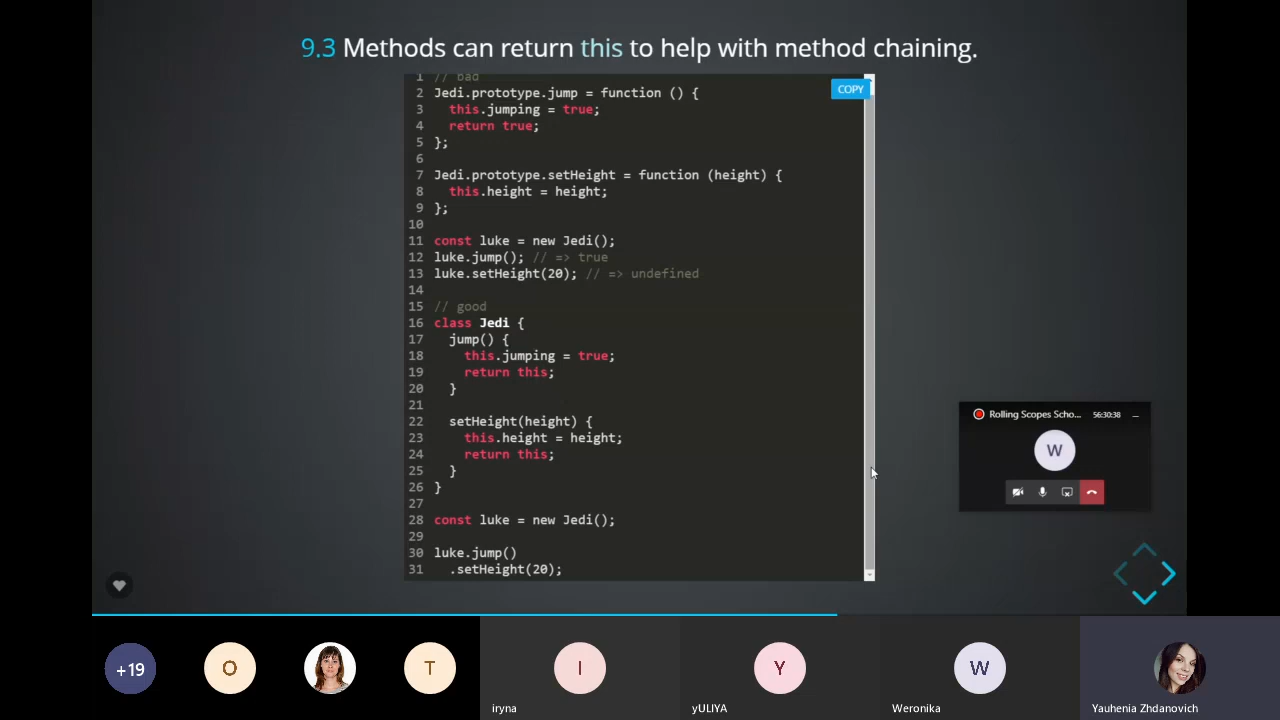 9.3 Methods can return this to help with method chaining.
COPY
1 // bad
2 Jedi.prototype.jump = function () {
3 this.jumping = true;
4 return true;
5 };
6
7 Jedi.prototype.setHeight = function (height) {
8 this.height = height;
9 };
10
11 const luke = new Jedi();
12 luke.jump(); // => true
13 luke.setHeight(20); // => undefined
14
15 // good
16 class Jedi {
17 jump() {
18 this.jumping = true;
19 return this;
20 }
21
22 setHeight(height) {
23 this.height = height;
24 return this;
25 }
26 }
27
28 const luke = new Jedi();
29
30 luke.jump()
31 .setHeight(20);
Rolling Scopes Scho... 56:30:38
W
+19 O T I Y W
iryna yULIYA Weronika Yauhenia Zhdanovich